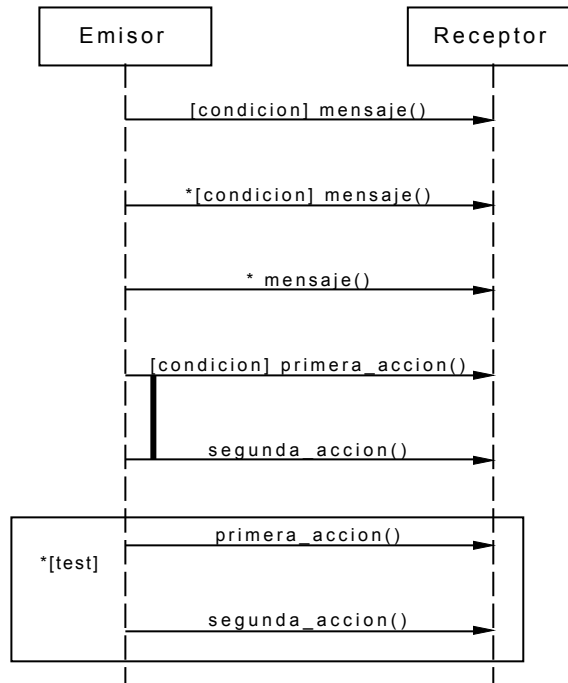 Emisor
Receptor
[condicion] mensaje()
*[condicion] mensaje()
* mensaje()
[condicion] primera_accion()
segunda_accion()
primera_accion()
*[test]
segunda_accion()